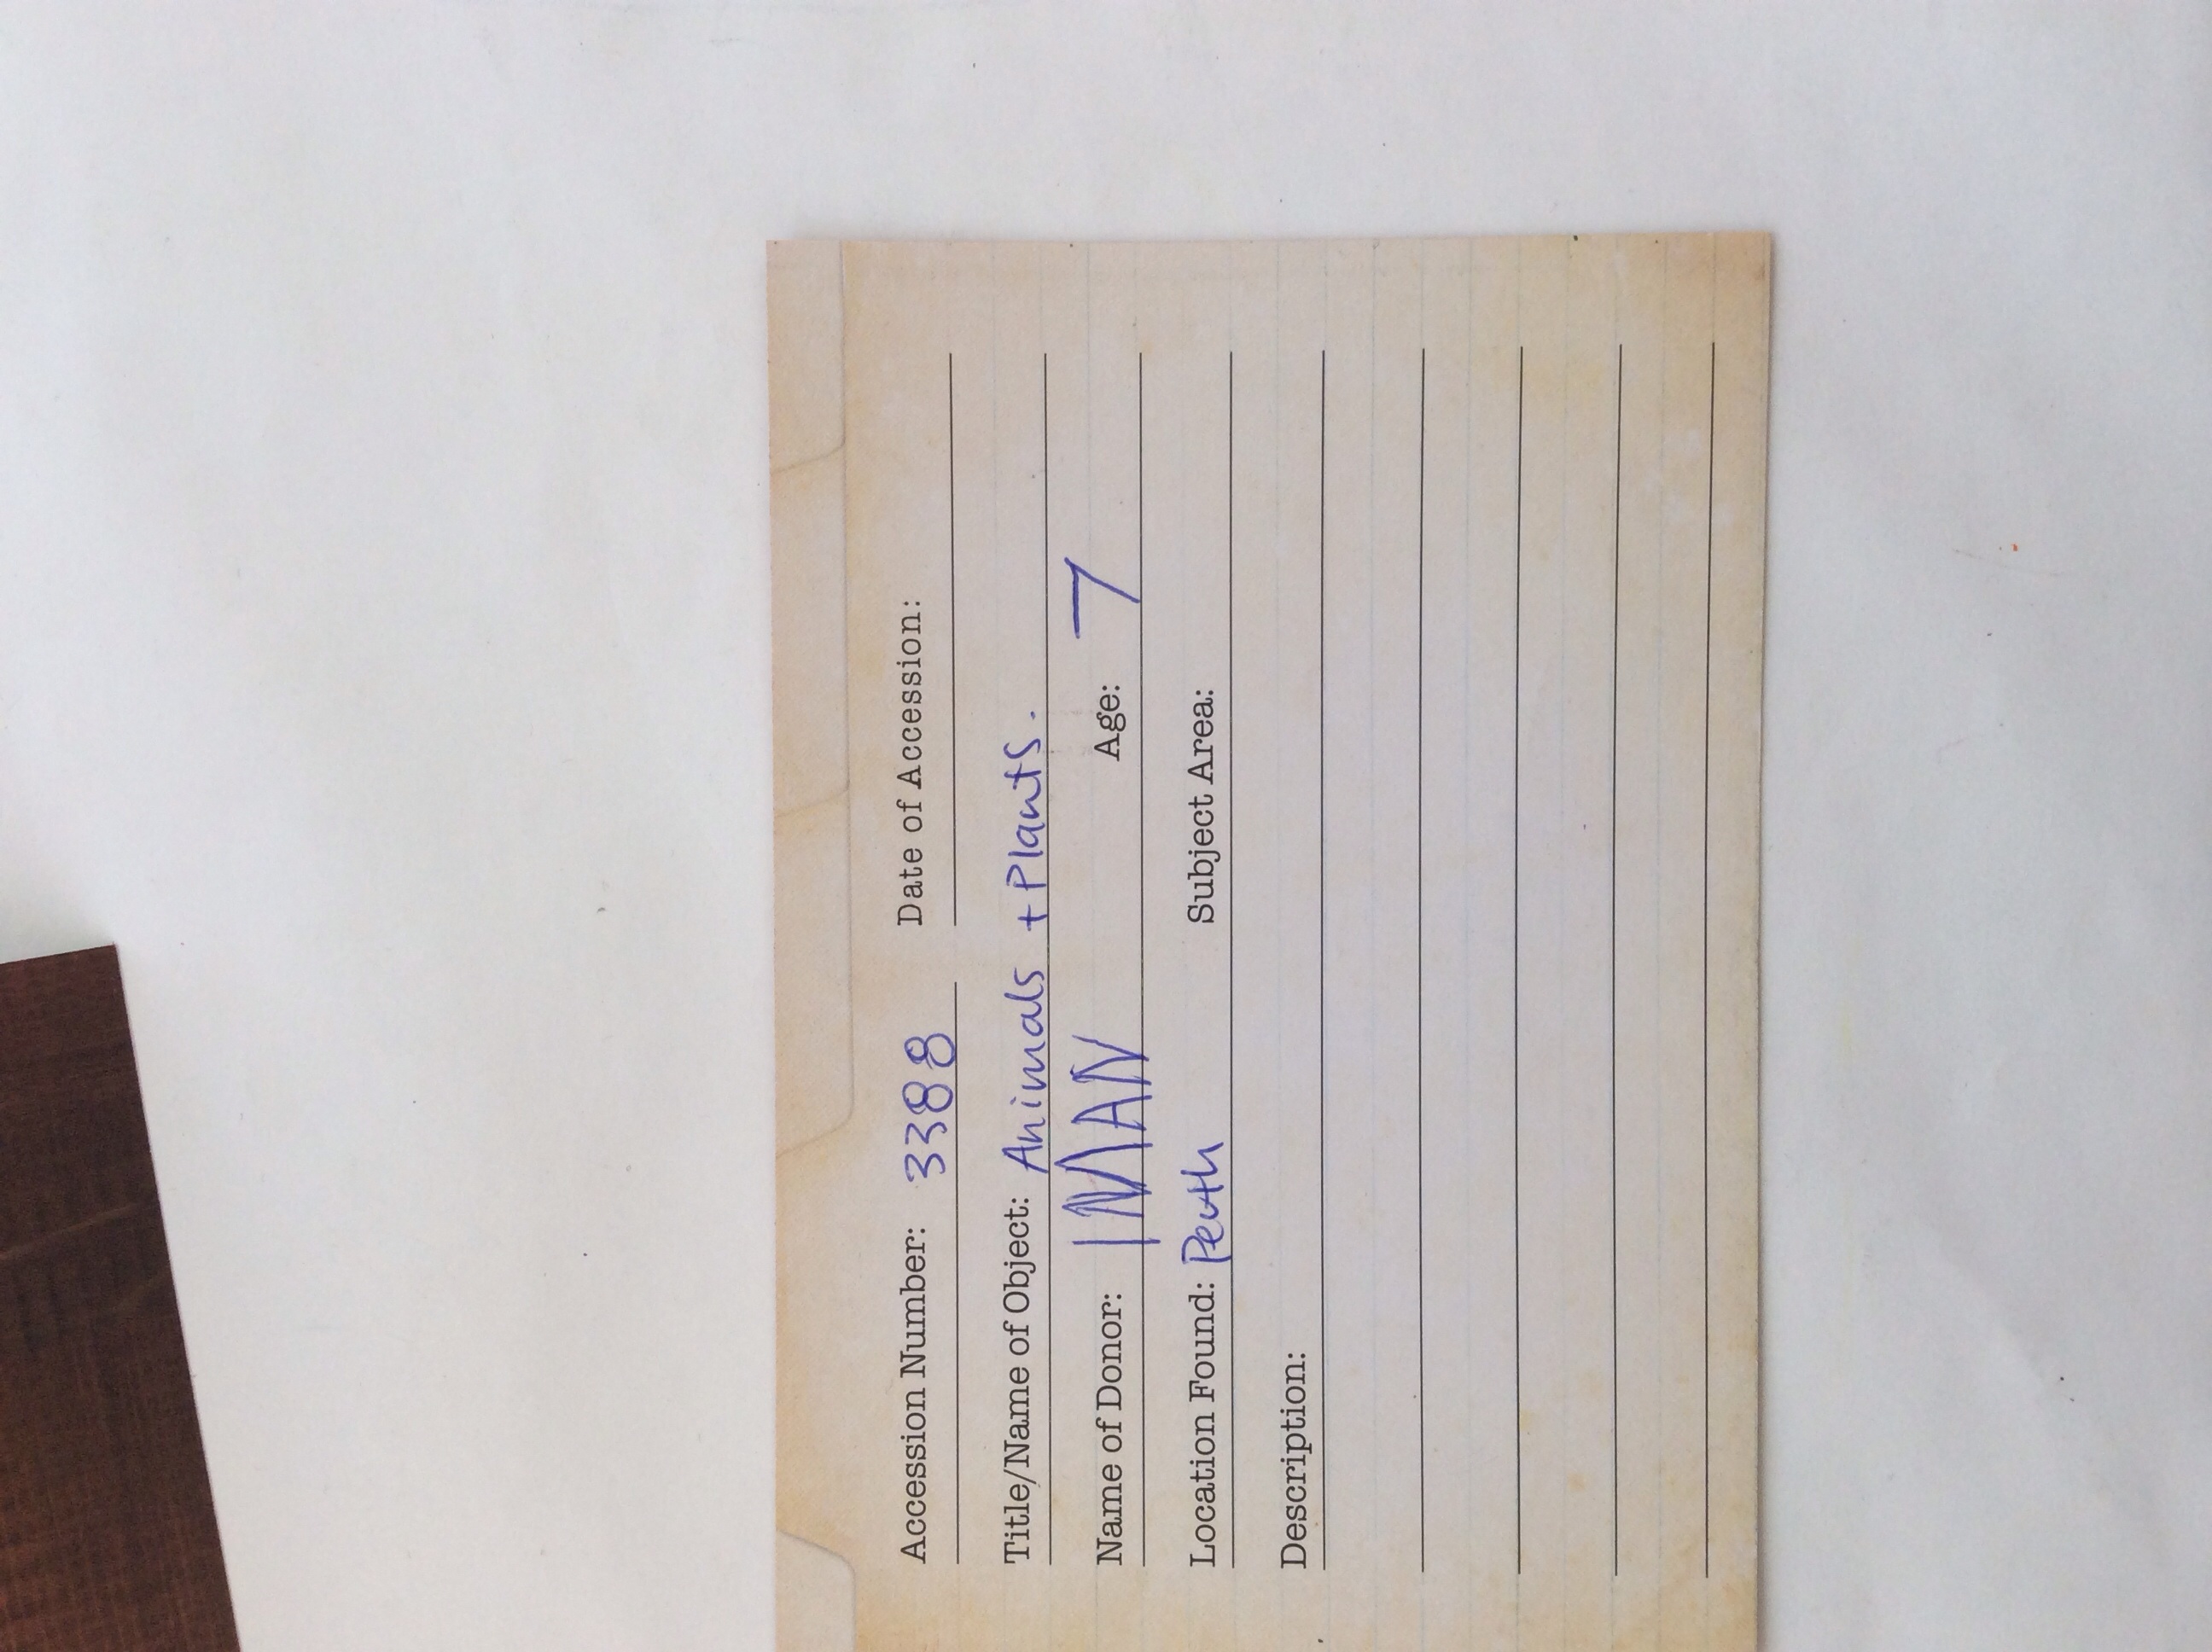 Accession Number: 3388 Date of Accession:
Title/Name of Object: Animals + Plants.
Name of Donor: IMAN Age: 7
Location Found: Perth Subject Area:
Description: